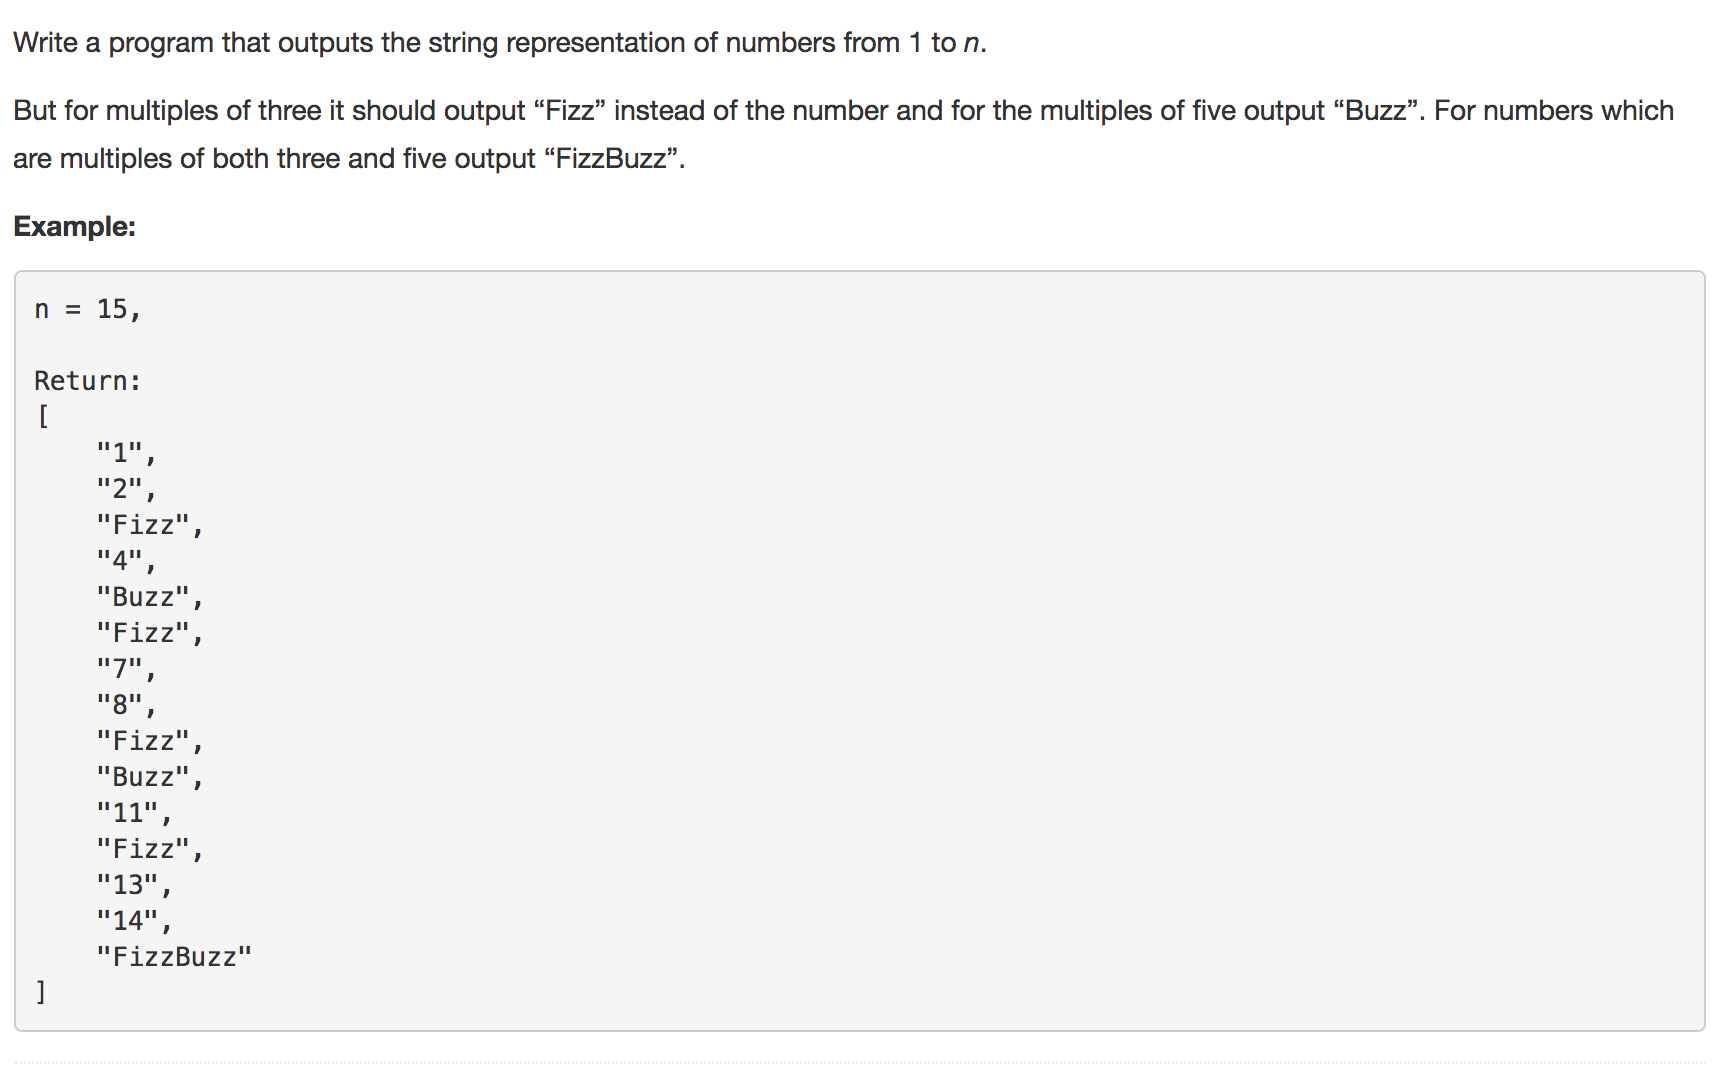 Write a program that outputs the string representation of numbers from 1 to n.
But for multiples of three it should output “Fizz” instead of the number and for the multiples of five output “Buzz”. For numbers which
are multiples of both three and five output “FizzBuzz”.
Example:
n = 15,
Return:
[
    "1",
    "2",
    "Fizz",
    "4",
    "Buzz",
    "Fizz",
    "7",
    "8",
    "Fizz",
    "Buzz",
    "11",
    "Fizz",
    "13",
    "14",
    "FizzBuzz"
]